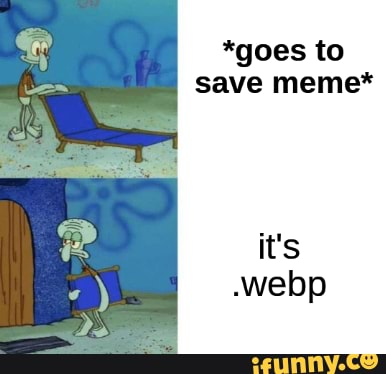 *goes to
save meme*
it's
.webp
ifunny.co